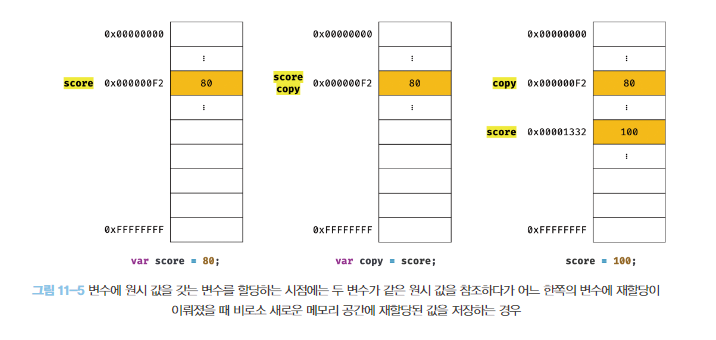 0x00000000
⋮
score 0x000000F2 80
⋮
0xFFFFFFFF
var score = 80;
0x00000000
⋮
score
copy
0x000000F2 80
⋮
0xFFFFFFFF
var copy = score;
0x00000000
⋮
copy 0x000000F2 80
⋮
score 0x00001332 100
⋮
0xFFFFFFFF
score = 100;
그림 11-5 변수에 원시 값을 갖는 변수를 할당하는 시점에는 두 변수가 같은 원시 값을 참조하다가 어느 한쪽의 변수에 재할당이
이뤄졌을 때 비로소 새로운 메모리 공간에 재할당된 값을 저장하는 경우